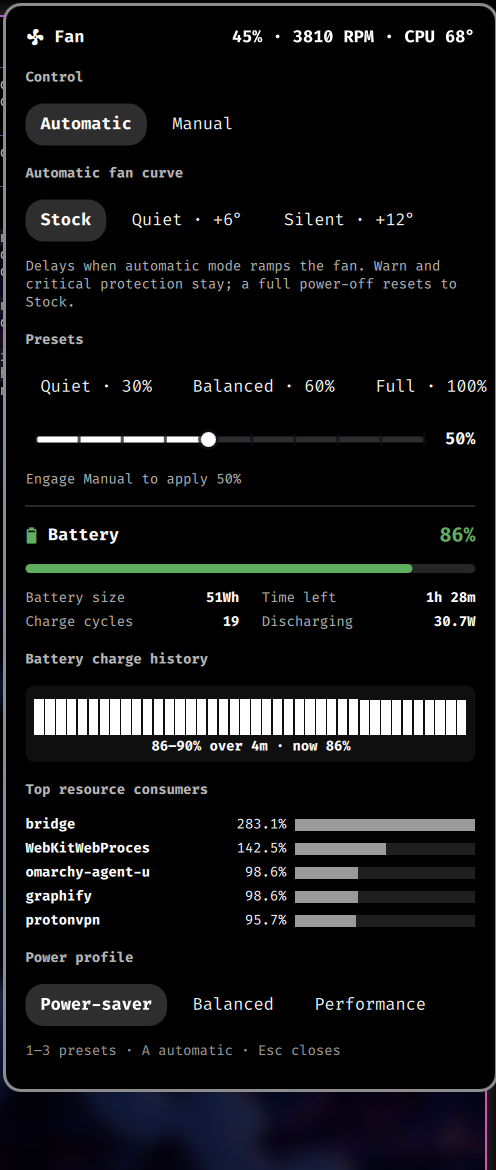 Fan 45% · 3810 RPM · CPU 68°
Control
Automatic Manual
Automatic fan curve
Stock Quiet · +6° Silent · +12°
Delays when automatic mode ramps the fan. Warn and
critical protection stay; a full power-off resets to
Stock.
Presets
Quiet · 30% Balanced · 60% Full · 100%
50%
Engage Manual to apply 50%
Battery 86%
Battery size 51Wh Time left 1h 28m
Charge cycles 19 Discharging 30.7W
Battery charge history
86–90% over 4m · now 86%
Top resource consumers
bridge 283.1%
WebKitWebProces 142.5%
omarchy-agent-u 98.6%
graphify 98.6%
protonvpn 95.7%
Power profile
Power-saver Balanced Performance
1–3 presets · A automatic · Esc closes